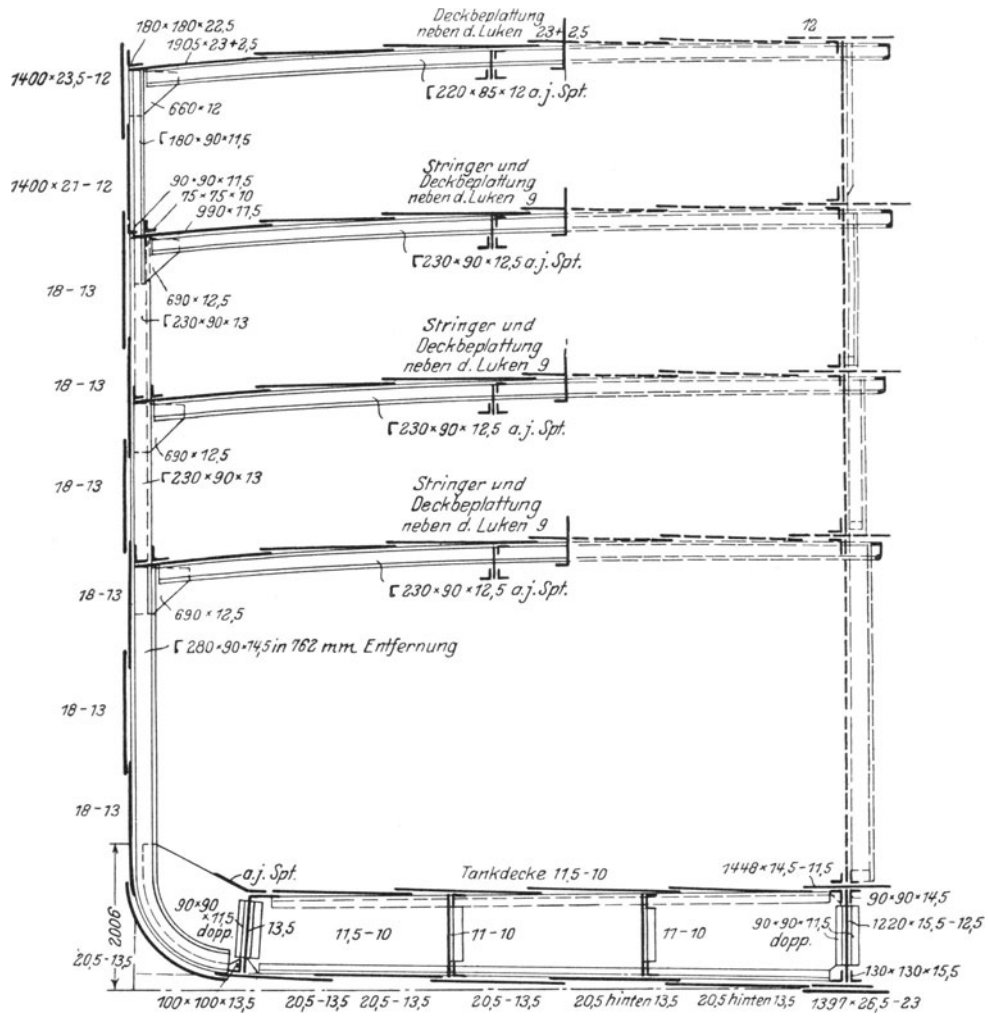 180×180×22,5
1905×23+2,5
Deckbeplattung
neben d. Luken 23+2,5
12
1400×23,5-12
660×12
Γ180×90×11,5
Γ220×85×12 a.j. Spt.
1400×21-12
90×90×11,5
75×75×10
990×11,5
Stringer und
Deckbeplattung
neben d. Luken 9
Γ230×90×12,5 a.j. Spt.
18-13
690×12,5
Γ230×90×13
Stringer und
Deckbeplattung
neben d. Luken 9
18-13
Γ230×90×12,5 a.j. Spt.
690×12,5
Γ230×90×13
18-13
Stringer und
Deckbeplattung
neben d. Luken 9
18-13
Γ230×90×12,5 a.j. Spt.
690×12,5
Γ280×90×14,5 in 762 mm Entfernung
18-13
18-13
a.j. Spt.
Tankdecke 11,5-10
1448×14,5-11,5
2006
90×90
×11,5
dopp.
13,5
11,5-10
11-10
11-10
90×90×11,5
dopp.
90×90×14,5
1220×15,5-12,5
130×130×15,5
20,5-13,5
100×100×13,5
20,5-13,5
20,5-13,5
20,5-13,5
20,5 hinten 13,5
20,5 hinten 13,5
1397×26,5-23